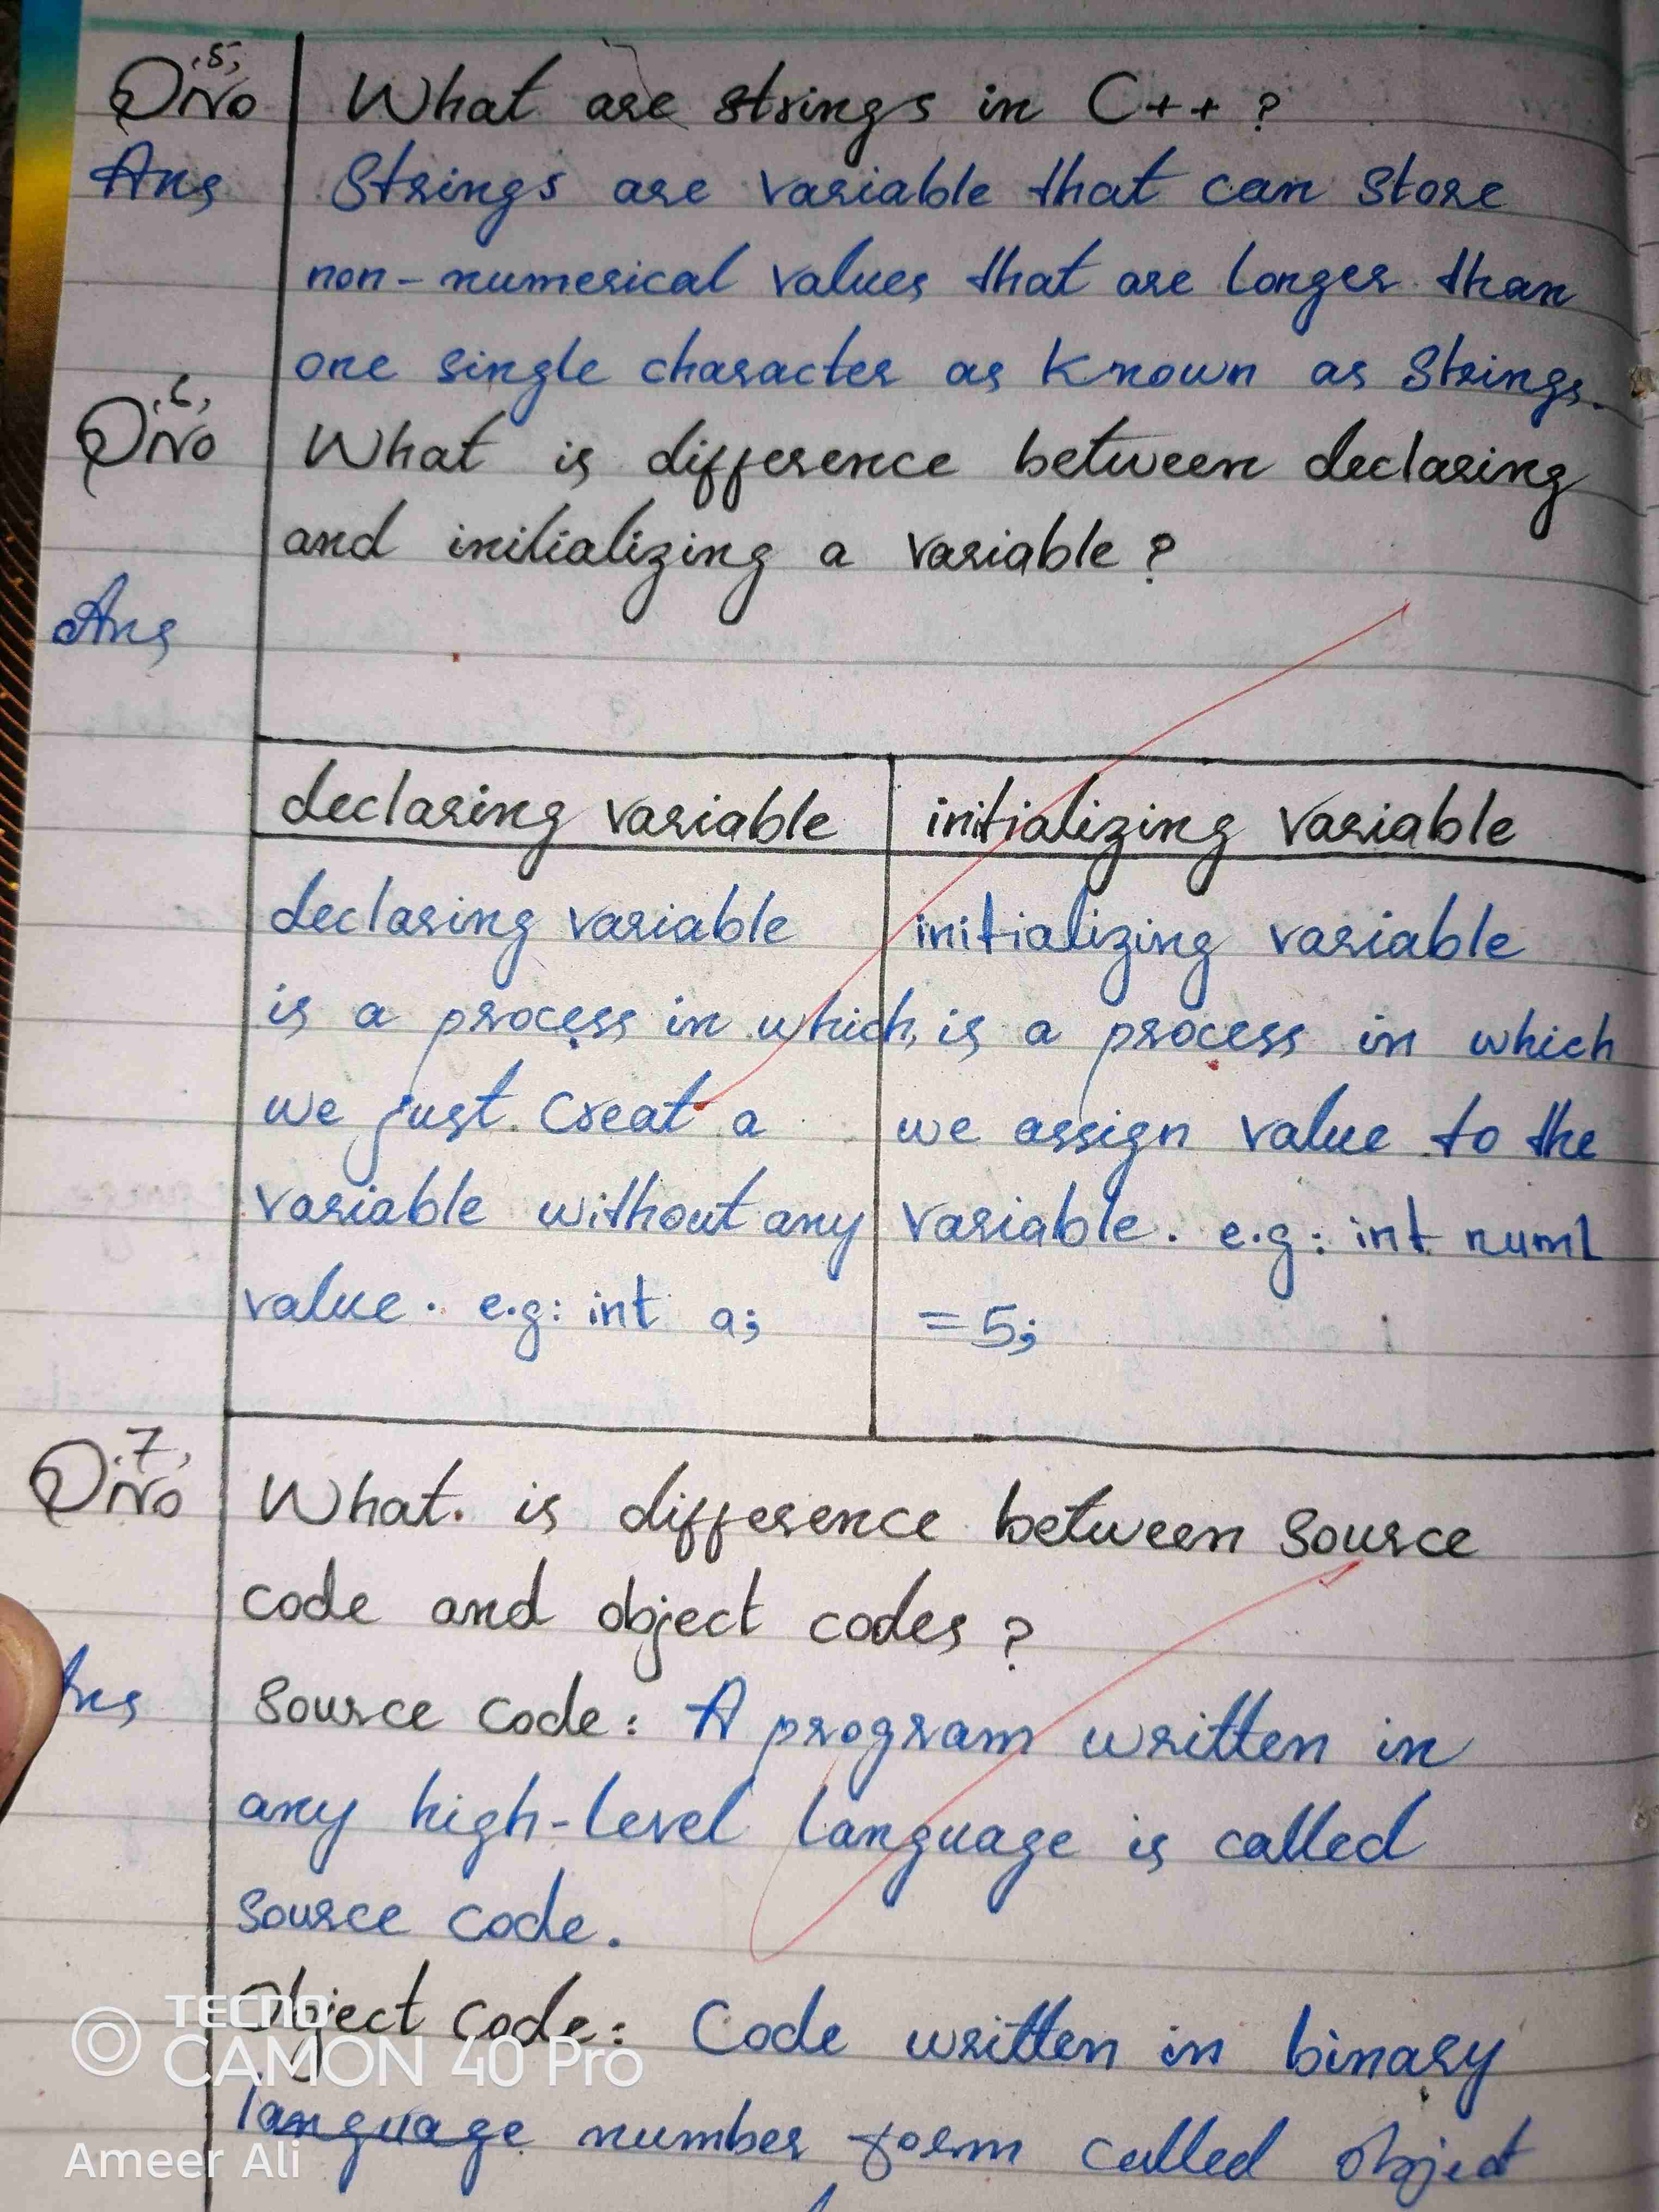 Q No .5,
What are strings in C++ ?
Ans
Strings are variable that can store
non-numerical values that are longer than
one single character as known as Strings.
Q No .6,
What is difference between declaring
and initializing a variable?
Ans
declaring variable
initializing variable
declaring variable
is a process in which
we just creat a
variable without any
value. e.g: int a;
initializing variable
is a process in which
we assign value to the
variable. e.g: int num1
= 5;
Q No .7,
What is difference between source
code and object codes ?
Ans
Source code: A program written in
any high-level language is called
source code.
Object code: Code written in binary
language number form called object
TECNO
CAMON 40 Pro
Ameer Ali